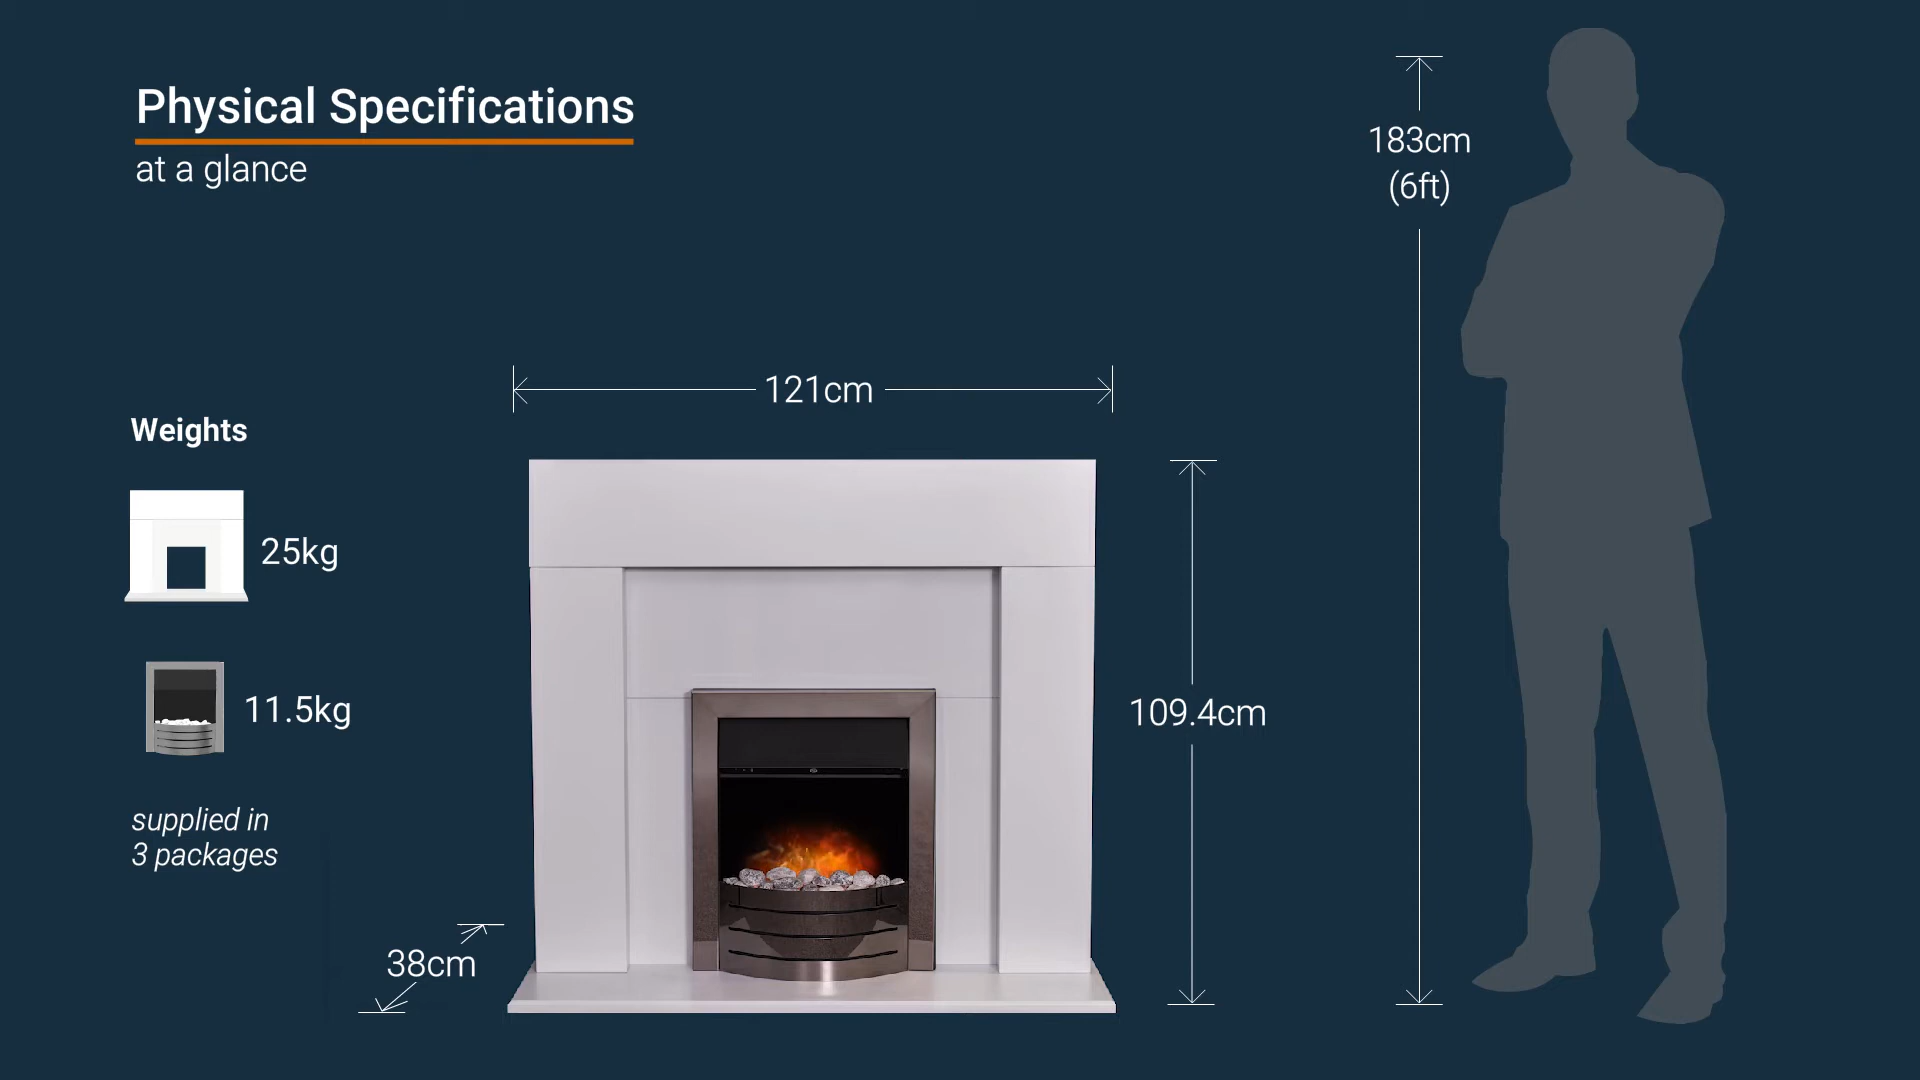 Physical Specifications
at a glance
183cm
(6ft)
121cm
Weights
25kg
109.4cm
11.5kg
supplied in
3 packages
38cm